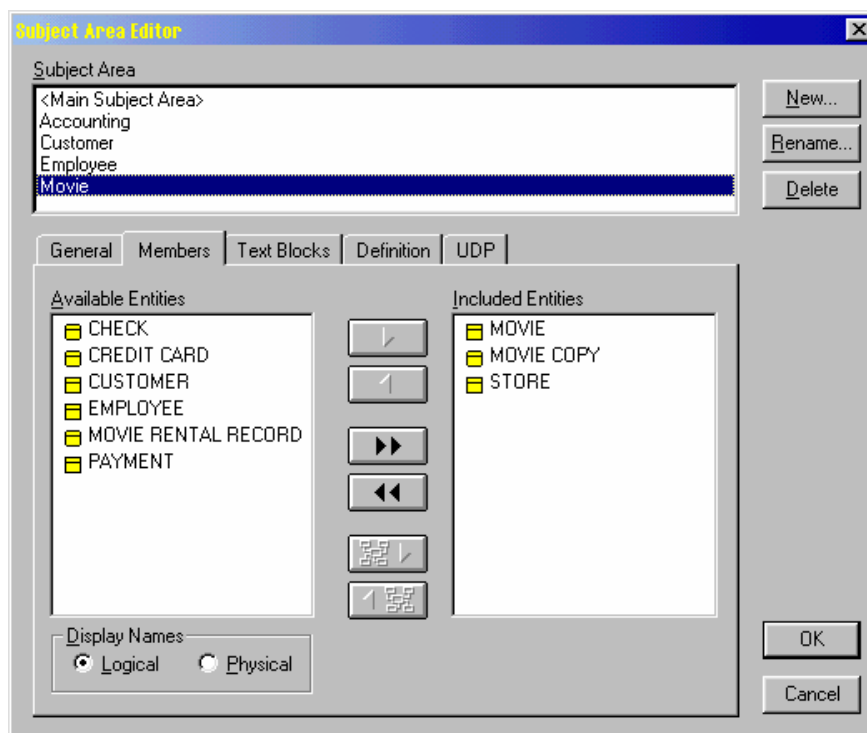 Subject Area Editor
Subject Area
<Main Subject Area>
Accounting
Customer
Employee
Movie
New...
Rename...
Delete
General Members Text Blocks Definition UDP
Available Entities
CHECK
CREDIT CARD
CUSTOMER
EMPLOYEE
MOVIE RENTAL RECORD
PAYMENT
Included Entities
MOVIE
MOVIE COPY
STORE
Display Names
Logical Physical
OK
Cancel